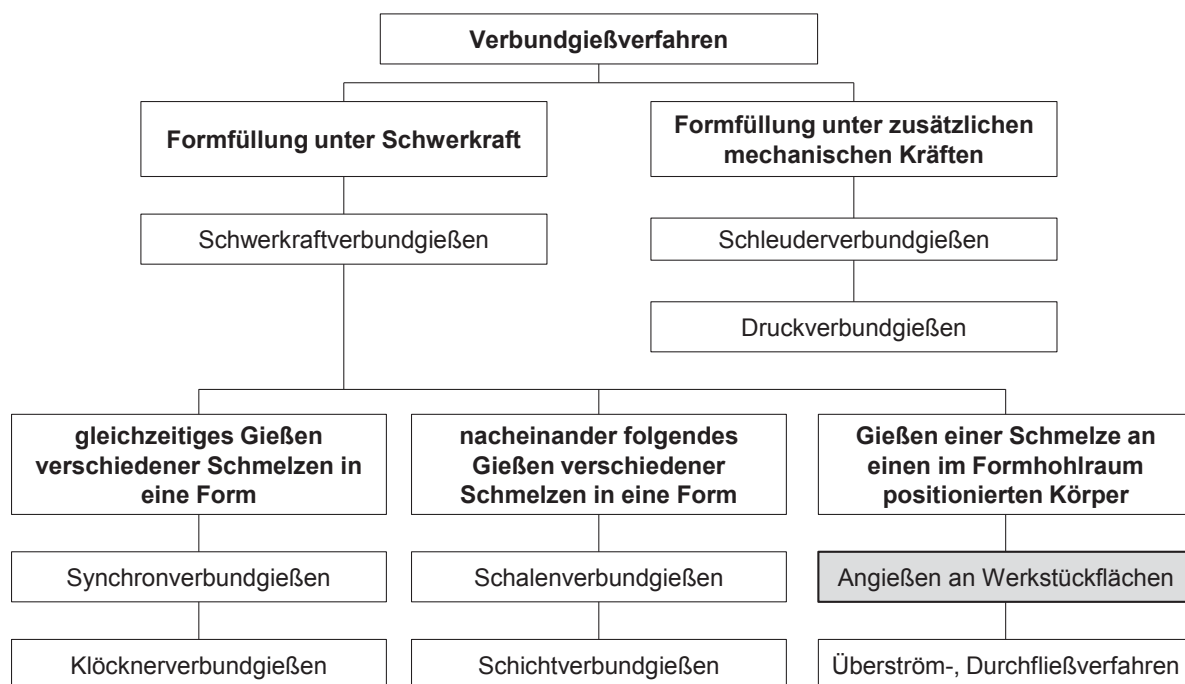 Verbundgießverfahren
Formfüllung unter Schwerkraft
Formfüllung unter zusätzlichen
mechanischen Kräften
Schwerkraftverbundgießen
Schleuderverbundgießen
Druckverbundgießen
gleichzeitiges Gießen
verschiedener Schmelzen in
eine Form
nacheinander folgendes
Gießen verschiedener
Schmelzen in eine Form
Gießen einer Schmelze an
einen im Formhohlraum
positionierten Körper
Synchronverbundgießen
Schalenverbundgießen
Angießen an Werkstückflächen
Klöcknerverbundgießen
Schichtverbundgießen
Überström-, Durchfließverfahren